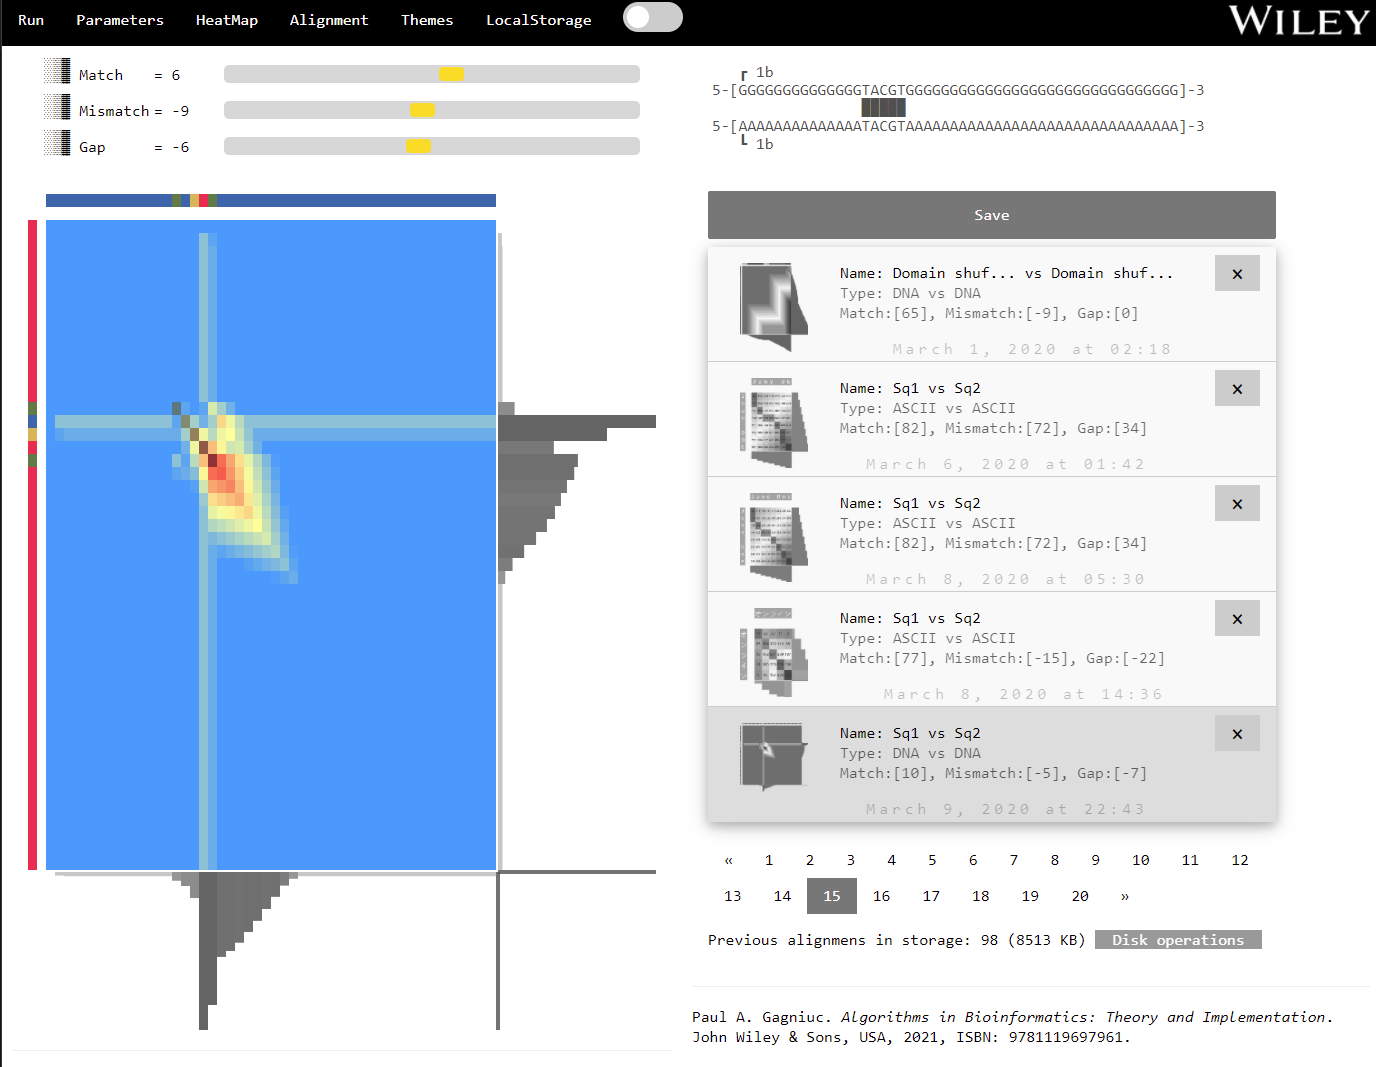 Run Parameters HeatMap Alignment Themes LocalStorage WILEY
Match = 6
Mismatch = -9
Gap = -6
1b
5-[GGGGGGGGGGGGGGTACGTGGGGGGGGGGGGGGGGGGGGGGGGGGGGGGG]-3
5-[AAAAAAAAAAAAAATACGTAAAAAAAAAAAAAAAAAAAAAAAAAAAAAAA]-3
1b
Save
Name: Domain shuf... vs Domain shuf... ×
Type: DNA vs DNA
Match:[65], Mismatch:[-9], Gap:[0]
March 1, 2020 at 02:18
Name: Sq1 vs Sq2 ×
Type: ASCII vs ASCII
Match:[82], Mismatch:[72], Gap:[34]
March 6, 2020 at 01:42
Name: Sq1 vs Sq2 ×
Type: ASCII vs ASCII
Match:[82], Mismatch:[72], Gap:[34]
March 8, 2020 at 05:30
Name: Sq1 vs Sq2 ×
Type: ASCII vs ASCII
Match:[77], Mismatch:[-15], Gap:[-22]
March 8, 2020 at 14:36
Name: Sq1 vs Sq2 ×
Type: DNA vs DNA
Match:[10], Mismatch:[-5], Gap:[-7]
March 9, 2020 at 22:43
« 1 2 3 4 5 6 7 8 9 10 11 12
13 14 15 16 17 18 19 20 »
Previous alignmens in storage: 98 (8513 KB) Disk operations
Paul A. Gagniuc. Algorithms in Bioinformatics: Theory and Implementation.
John Wiley & Sons, USA, 2021, ISBN: 9781119697961.